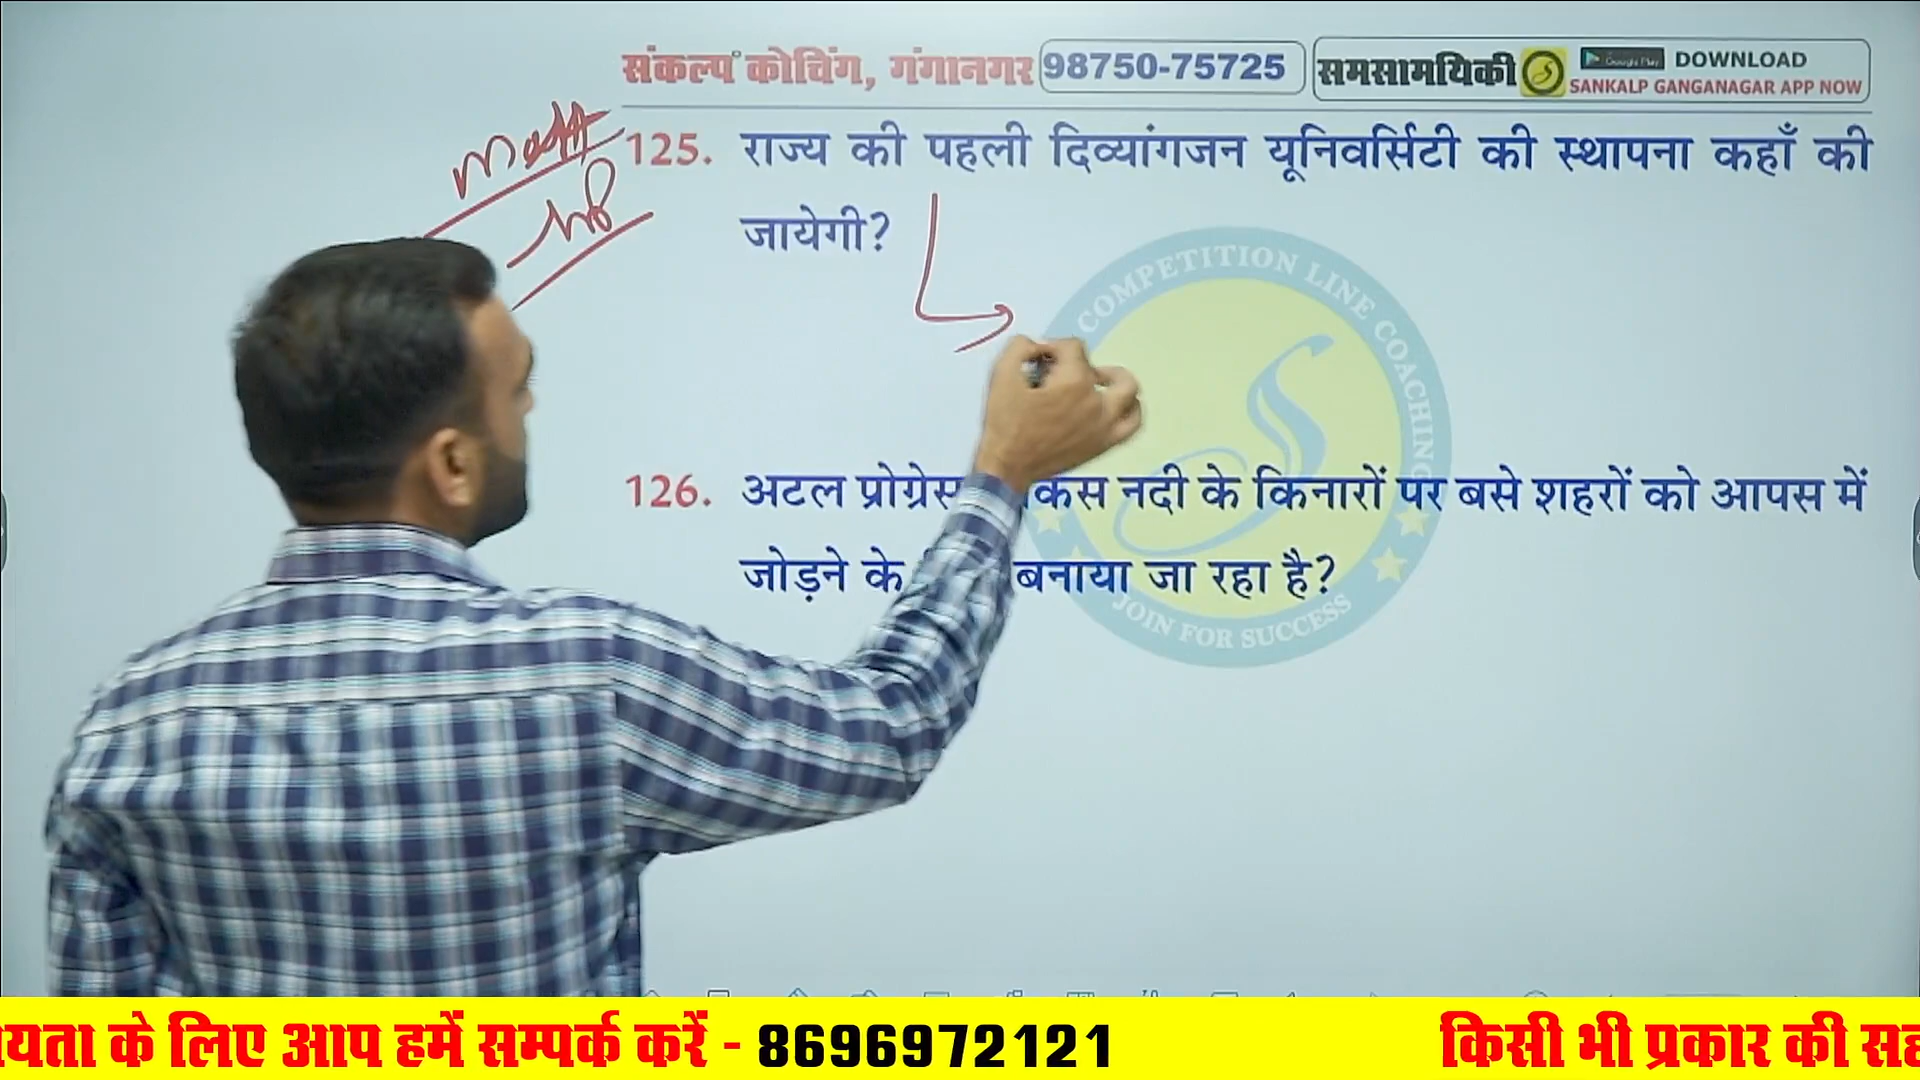 संकल्प कोचिंग, गंगानगर 98750-75725 समसामयिकी Google Play DOWNLOAD
SANKALP GANGANAGAR APP NOW
125. राज्य की पहली दिव्यांगजन यूनिवर्सिटी की स्थापना कहाँ की
जायेगी?
COMPETITION LINE COACHING
126. अटल प्रोग्रेस किस नदी के किनारों पर बसे शहरों को आपस में
जोड़ने के बनाया जा रहा है?
JOIN FOR SUCCESS
यता के लिए आप हमें सम्पर्क करें - 8696972121 किसी भी प्रकार की सह